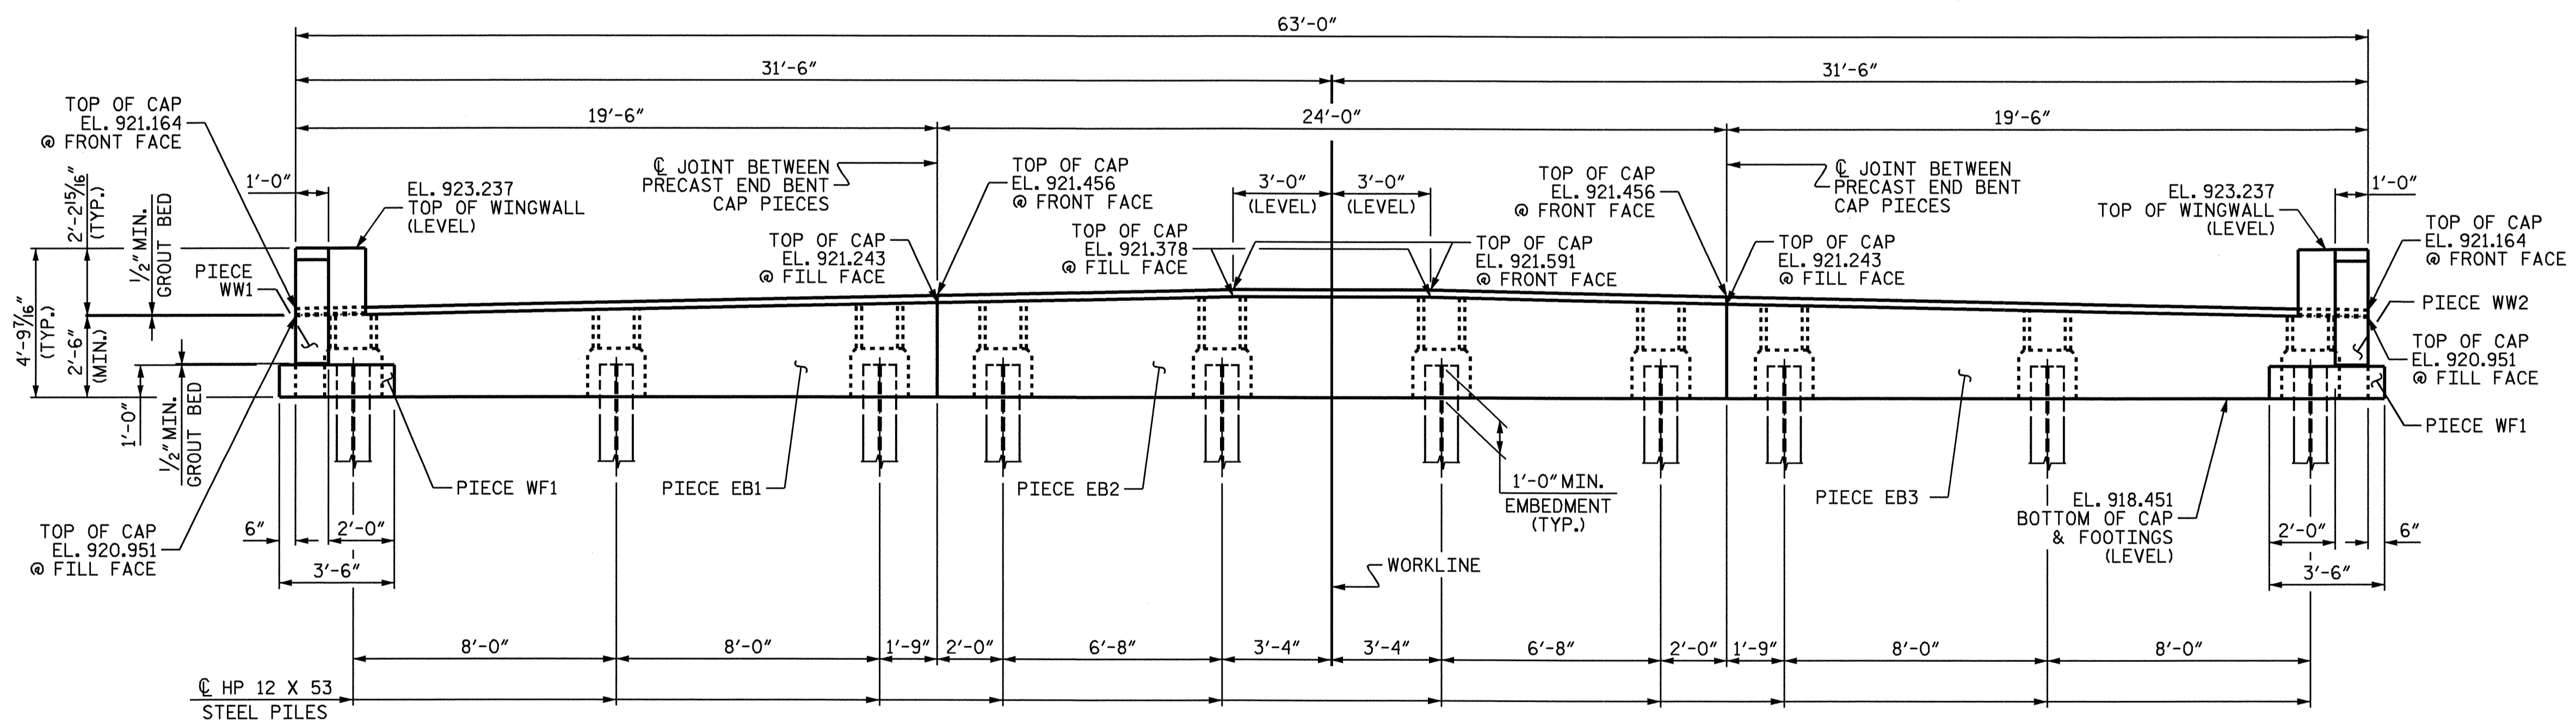 63'-0"
31'-6"
31'-6"
19'-6"
24'-0"
19'-6"
TOP OF CAP
EL. 921.164
@ FRONT FACE
1'-0"
EL. 923.237
TOP OF WINGWALL
(LEVEL)
℄ JOINT BETWEEN
PRECAST END BENT
CAP PIECES
TOP OF CAP
EL. 921.456
@ FRONT FACE
3'-0"
(LEVEL)
3'-0"
(LEVEL)
TOP OF CAP
EL. 921.456
@ FRONT FACE
℄ JOINT BETWEEN
PRECAST END BENT
CAP PIECES
EL. 923.237
TOP OF WINGWALL
(LEVEL)
1'-0"
TOP OF CAP
EL. 921.164
@ FRONT FACE
2'-2 15/16"
(TYP.)
1/2" MIN.
GROUT BED
PIECE
WW1
TOP OF CAP
EL. 921.243
@ FILL FACE
TOP OF CAP
EL. 921.378
@ FILL FACE
TOP OF CAP
EL. 921.591
@ FRONT FACE
TOP OF CAP
EL. 921.243
@ FILL FACE
PIECE WW2
4'-9 7/16"
(TYP.)
2'-6"
(MIN.)
TOP OF CAP
EL. 920.951
@ FILL FACE
1'-0"
1/2" MIN.
GROUT BED
PIECE WF1
PIECE WF1
PIECE EB1
PIECE EB2
1'-0" MIN.
EMBEDMENT
(TYP.)
PIECE EB3
EL. 918.451
BOTTOM OF CAP
& FOOTINGS
(LEVEL)
TOP OF CAP
EL. 920.951
@ FILL FACE
6"
2'-0"
3'-6"
2'-0"
6"
3'-6"
WORKLINE
8'-0"
8'-0"
1'-9"
2'-0"
6'-8"
3'-4"
3'-4"
6'-8"
2'-0"
1'-9"
8'-0"
8'-0"
℄ HP 12 X 53
STEEL PILES